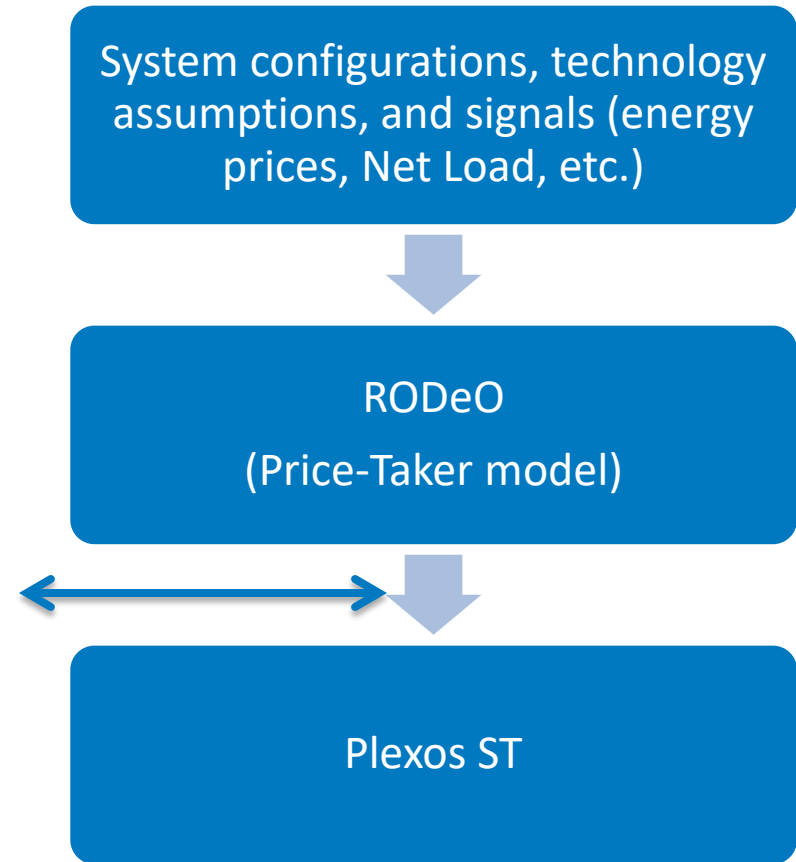 System configurations, technology
assumptions, and signals (energy
prices, Net Load, etc.)
RODeO
(Price-Taker model)
Plexos ST